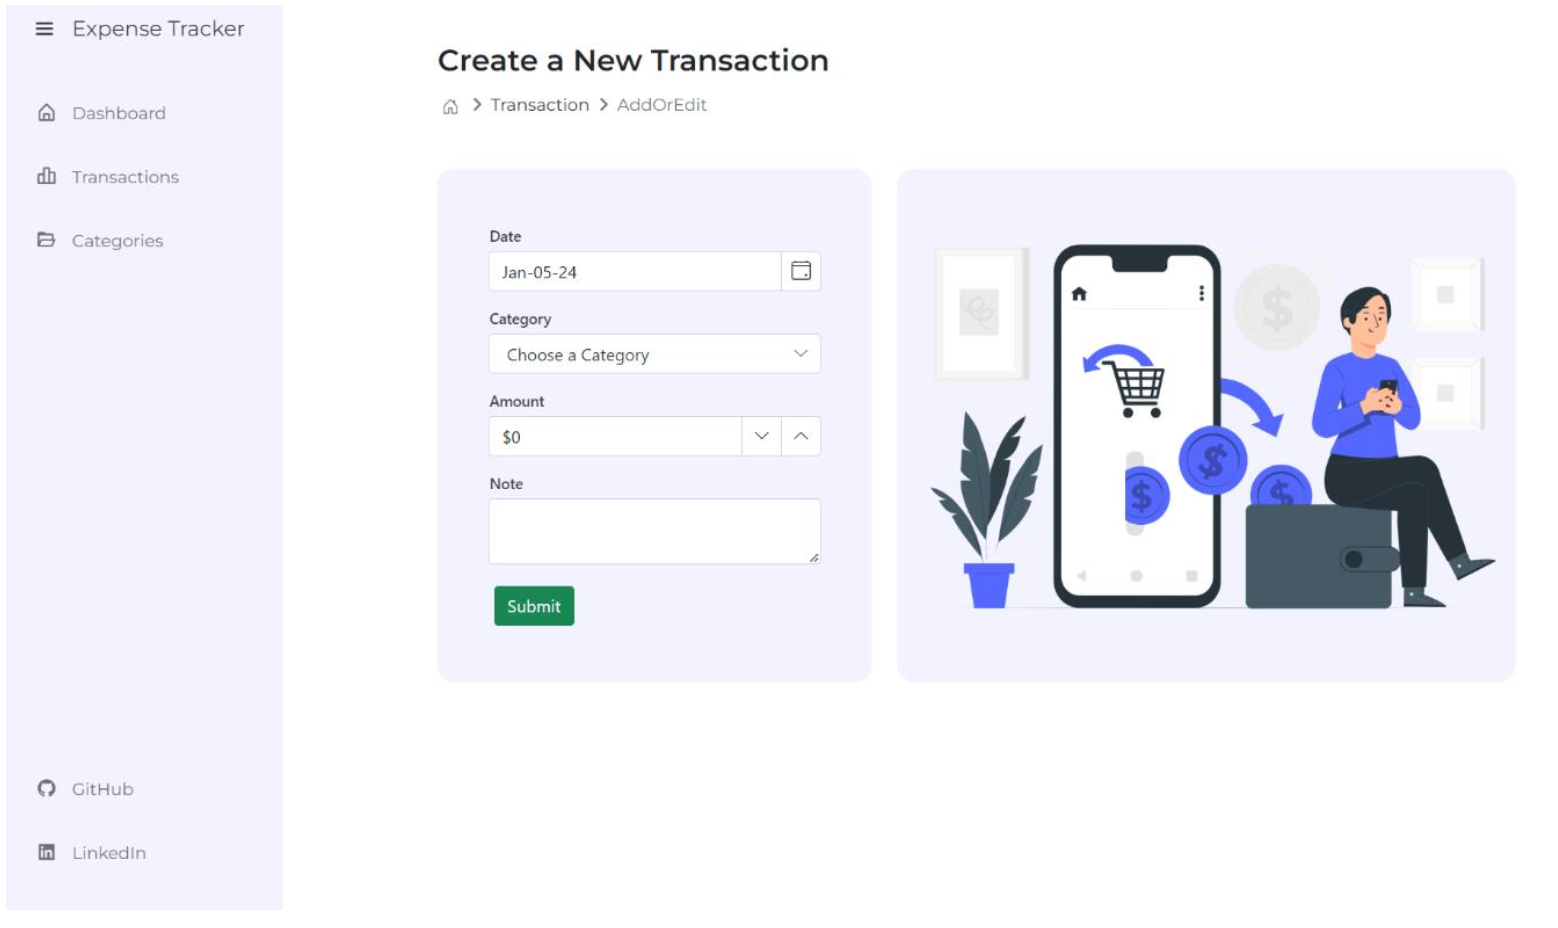 Expense Tracker
Dashboard
Transactions
Categories
GitHub
LinkedIn
Create a New Transaction
Transaction
AddOrEdit
Date
Jan-05-24
Category
Choose a Category
Amount
$0
Note
Submit
$
$
$
$